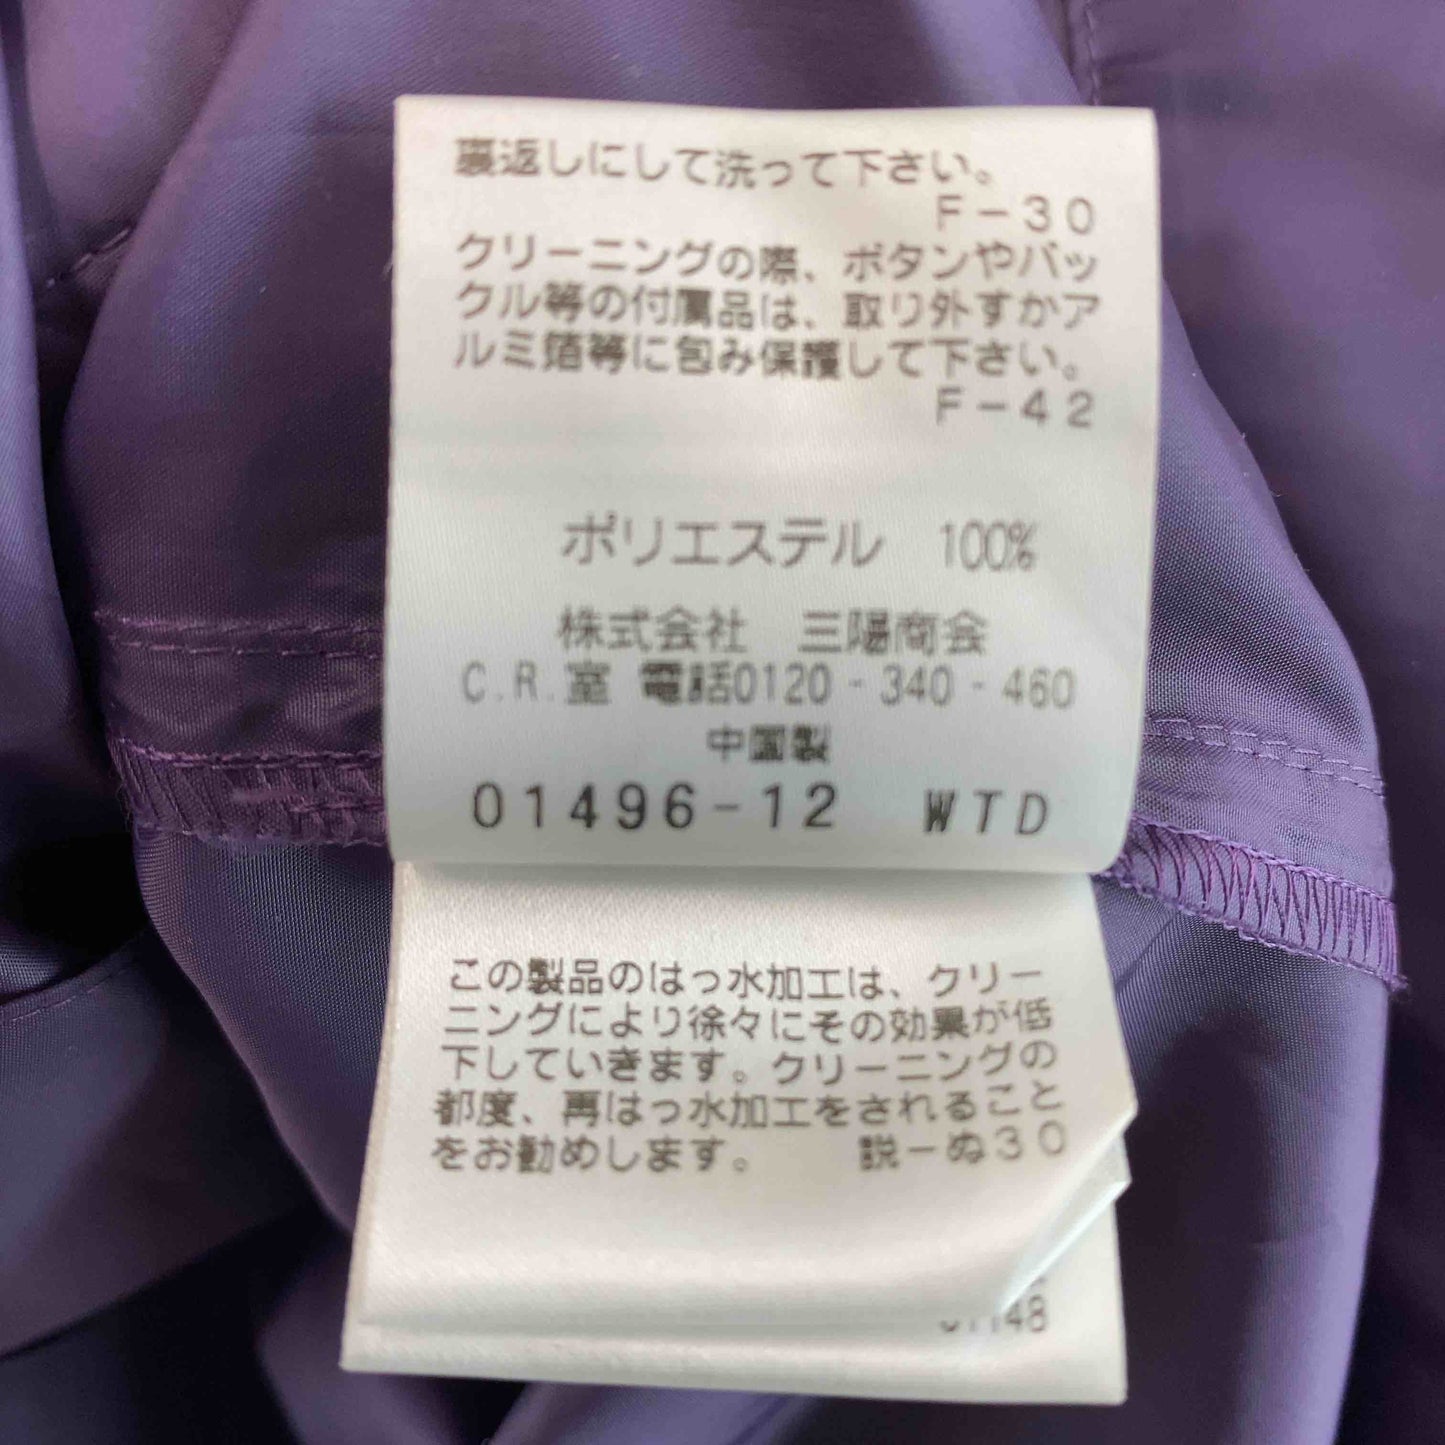 裏返しにして洗って下さい。
F-30
クリーニングの際、ボタンやバッ
クル等の付属品は、取り外すかア
ルミ箔等に包み保護して下さい。
F-42
ポリエステル 100%
株式会社 三陽商会
C.R.室 電話0120-340-460
中国製
01496-12 WTD
この製品のはっ水加工は、クリー
ニングにより徐々にその効果が低
下していきます。クリーニングの
都度、再はっ水加工をされること
をお勧めします。 説-ぬ30